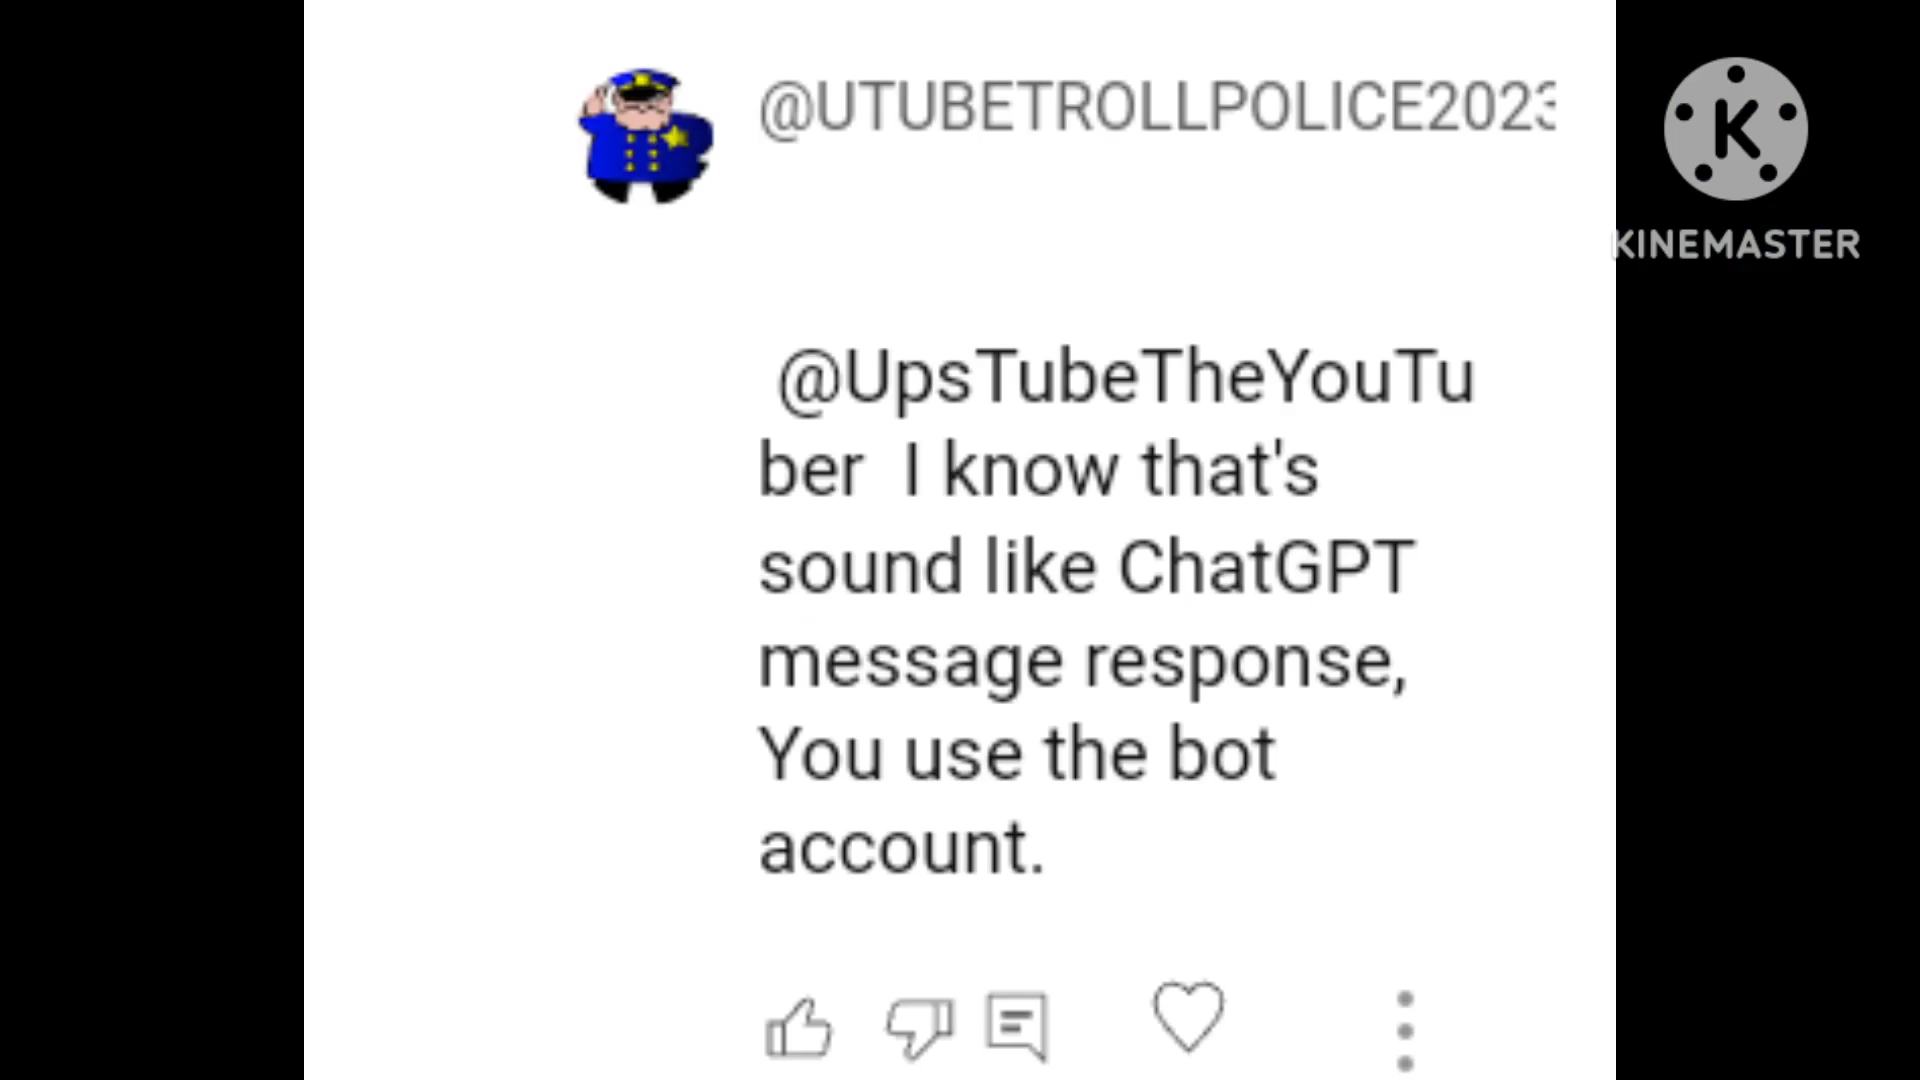 @UTUBETROLLPOLICE2023
K
KINEMASTER
@UpsTubeTheYouTu
ber I know that's
sound like ChatGPT
message response,
You use the bot
account.